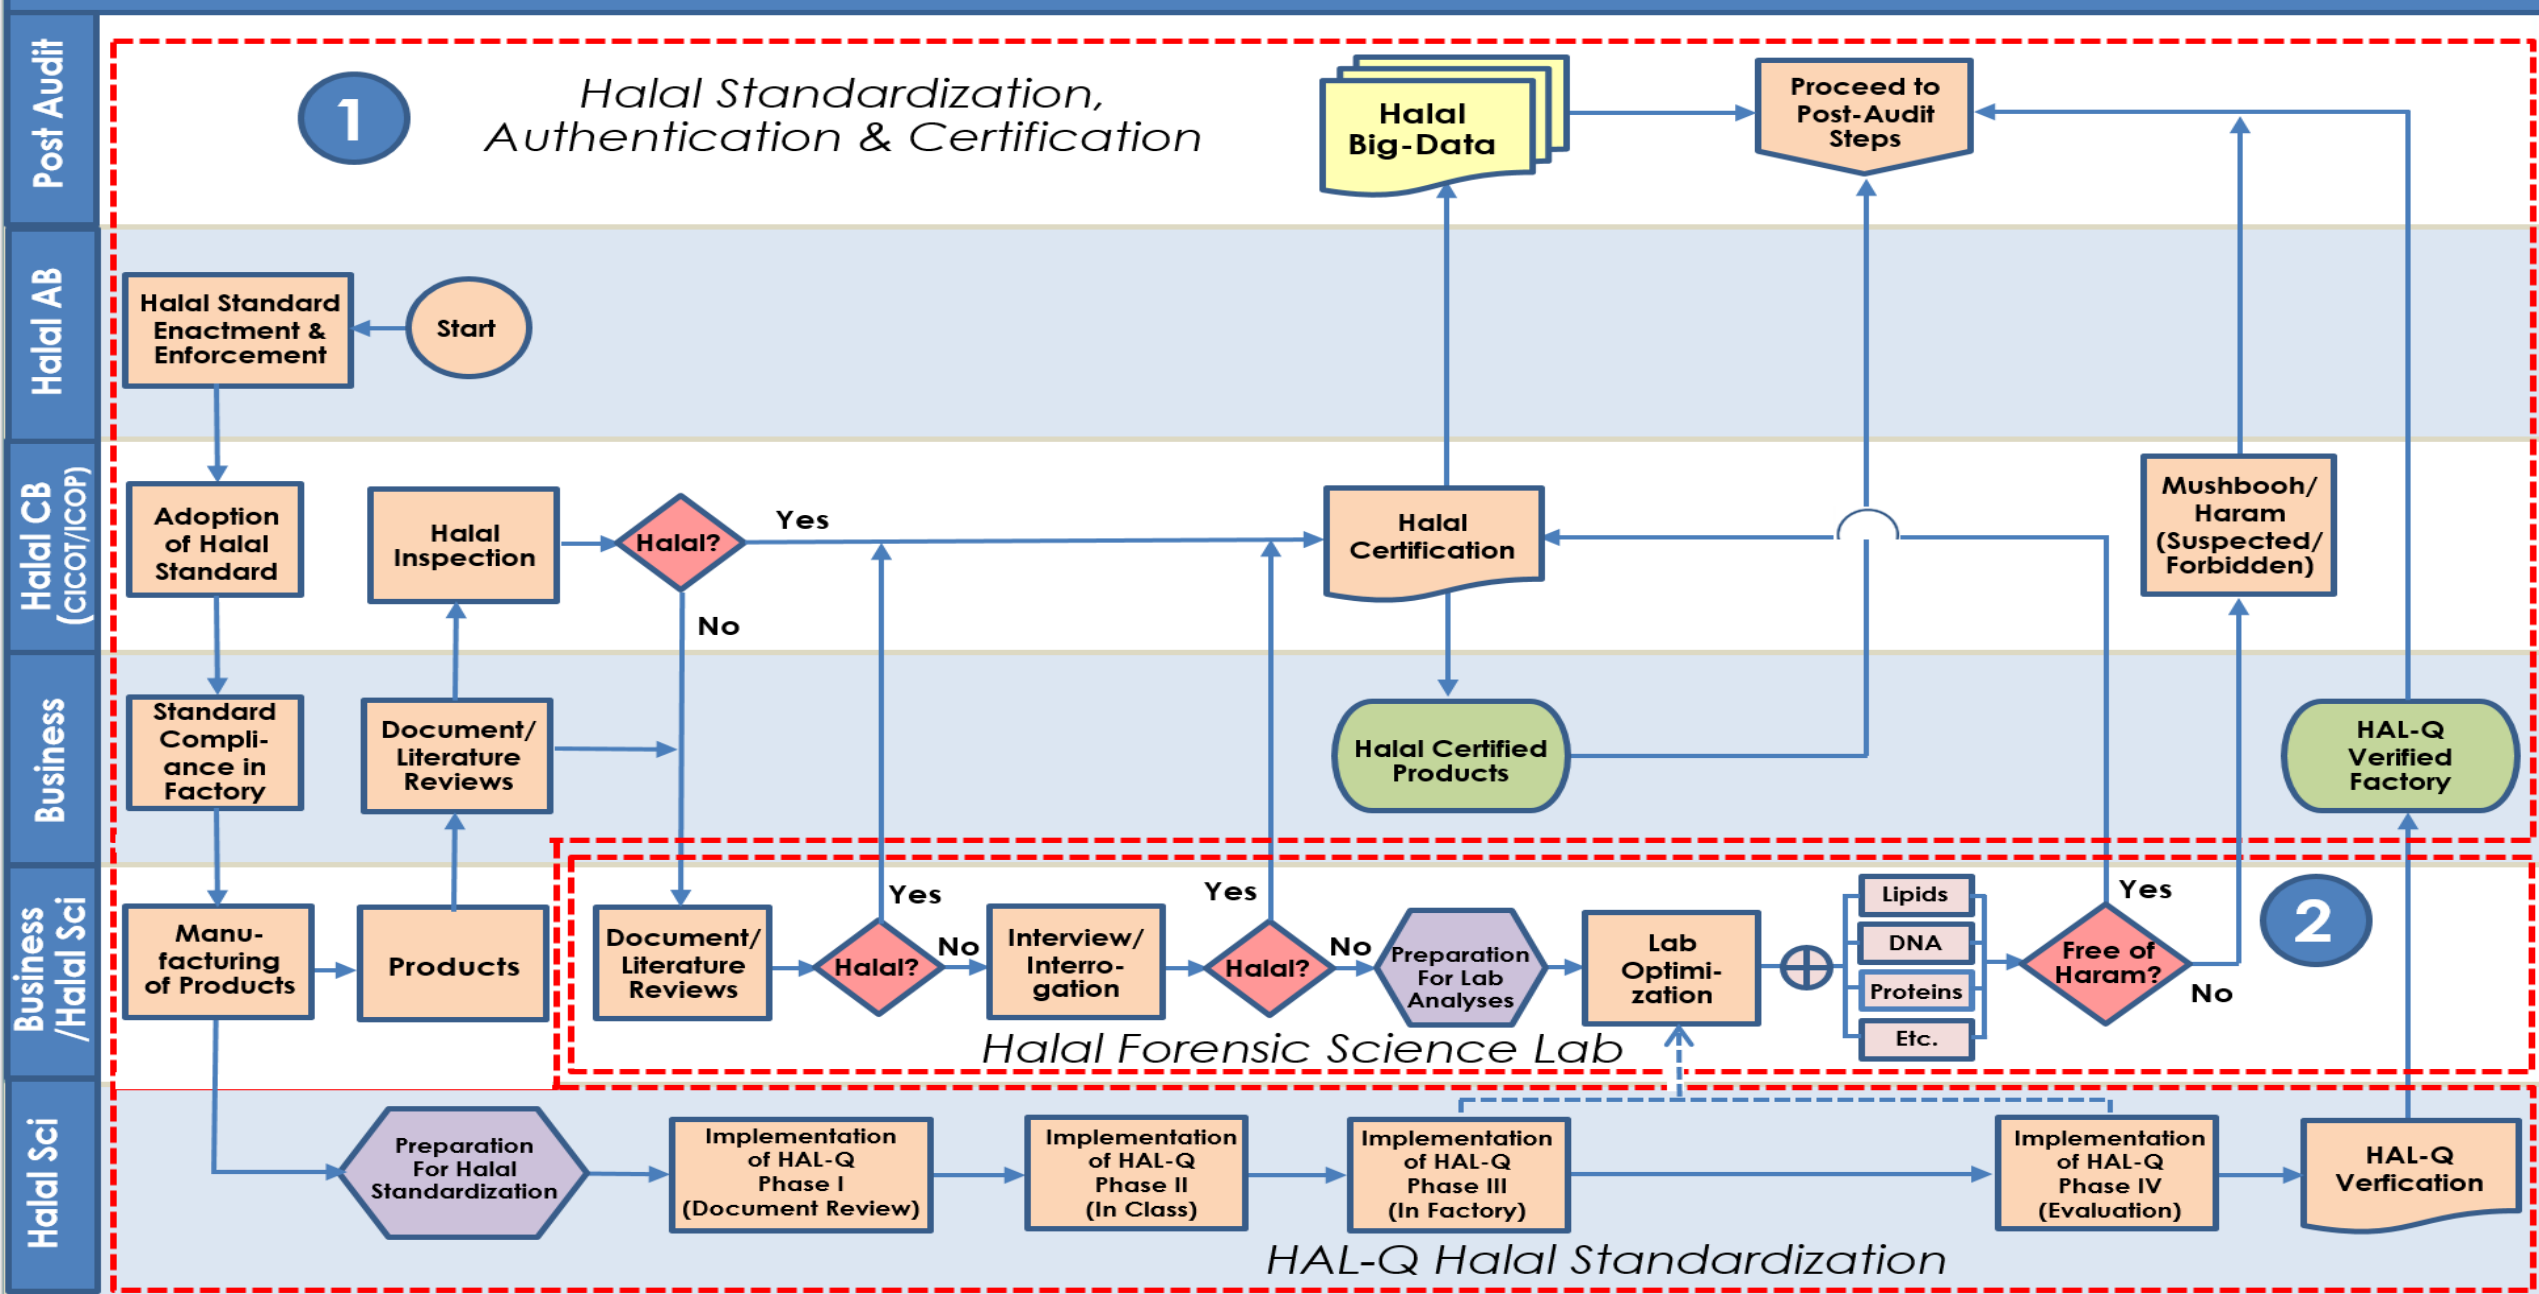 Post Audit
1
Halal Standardization,
Authentication & Certification
Halal
Big-Data
Proceed to
Post-Audit
Steps
Halal AB
Halal Standard
Enactment &
Enforcement
Start
Halal CB
(CICOT/ICOP)
Adoption
of Halal
Standard
Halal
Inspection
Halal?
Yes
No
Halal
Certification
Mushbooh/
Haram
(Suspected/
Forbidden)
Business
Standard
Compli-
ance in
Factory
Document/
Literature
Reviews
Halal Certified
Products
HAL-Q
Verified
Factory
Business
/Halal Sci
Manu-
facturing
of Products
Products
Document/
Literature
Reviews
Halal?
Yes
No
Interview/
Interro-
gation
Halal?
Yes
No
Preparation
For Lab
Analyses
Lab
Optimi-
zation
Lipids
DNA
Proteins
Etc.
Free of
Haram?
Yes
No
2
Halal Forensic Science Lab
Halal Sci
Preparation
For Halal
Standardization
Implementation
of HAL-Q
Phase I
(Document Review)
Implementation
of HAL-Q
Phase II
(In Class)
Implementation
of HAL-Q
Phase III
(In Factory)
Implementation
of HAL-Q
Phase IV
(Evaluation)
HAL-Q
Verfication
HAL-Q Halal Standardization